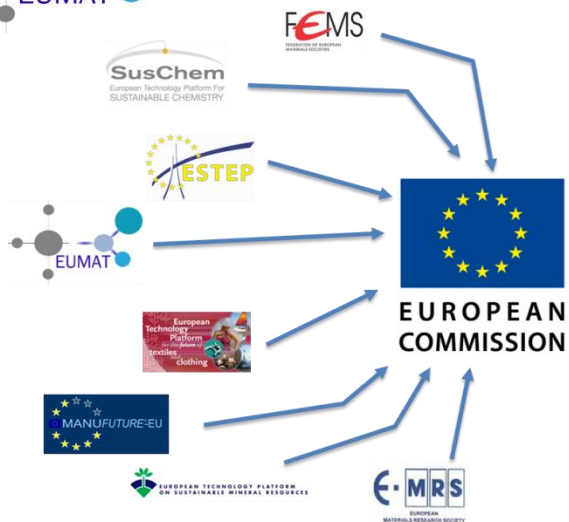 EUMAT
FEMS
FEDERATION OF EUROPEAN
MATERIALS SOCIETIES
SusChem
European Technology Platform For
SUSTAINABLE CHEMISTRY
ESTEP
EUMAT
EUROPEAN
COMMISSION
European
Technology
Platform
for the future of
textiles
and
clothing
MANUFUTURE-EU
EUROPEAN TECHNOLOGY PLATFORM
ON SUSTAINABLE MINERAL RESOURCES
E·MRS
EUROPEAN
MATERIALS RESEARCH SOCIETY